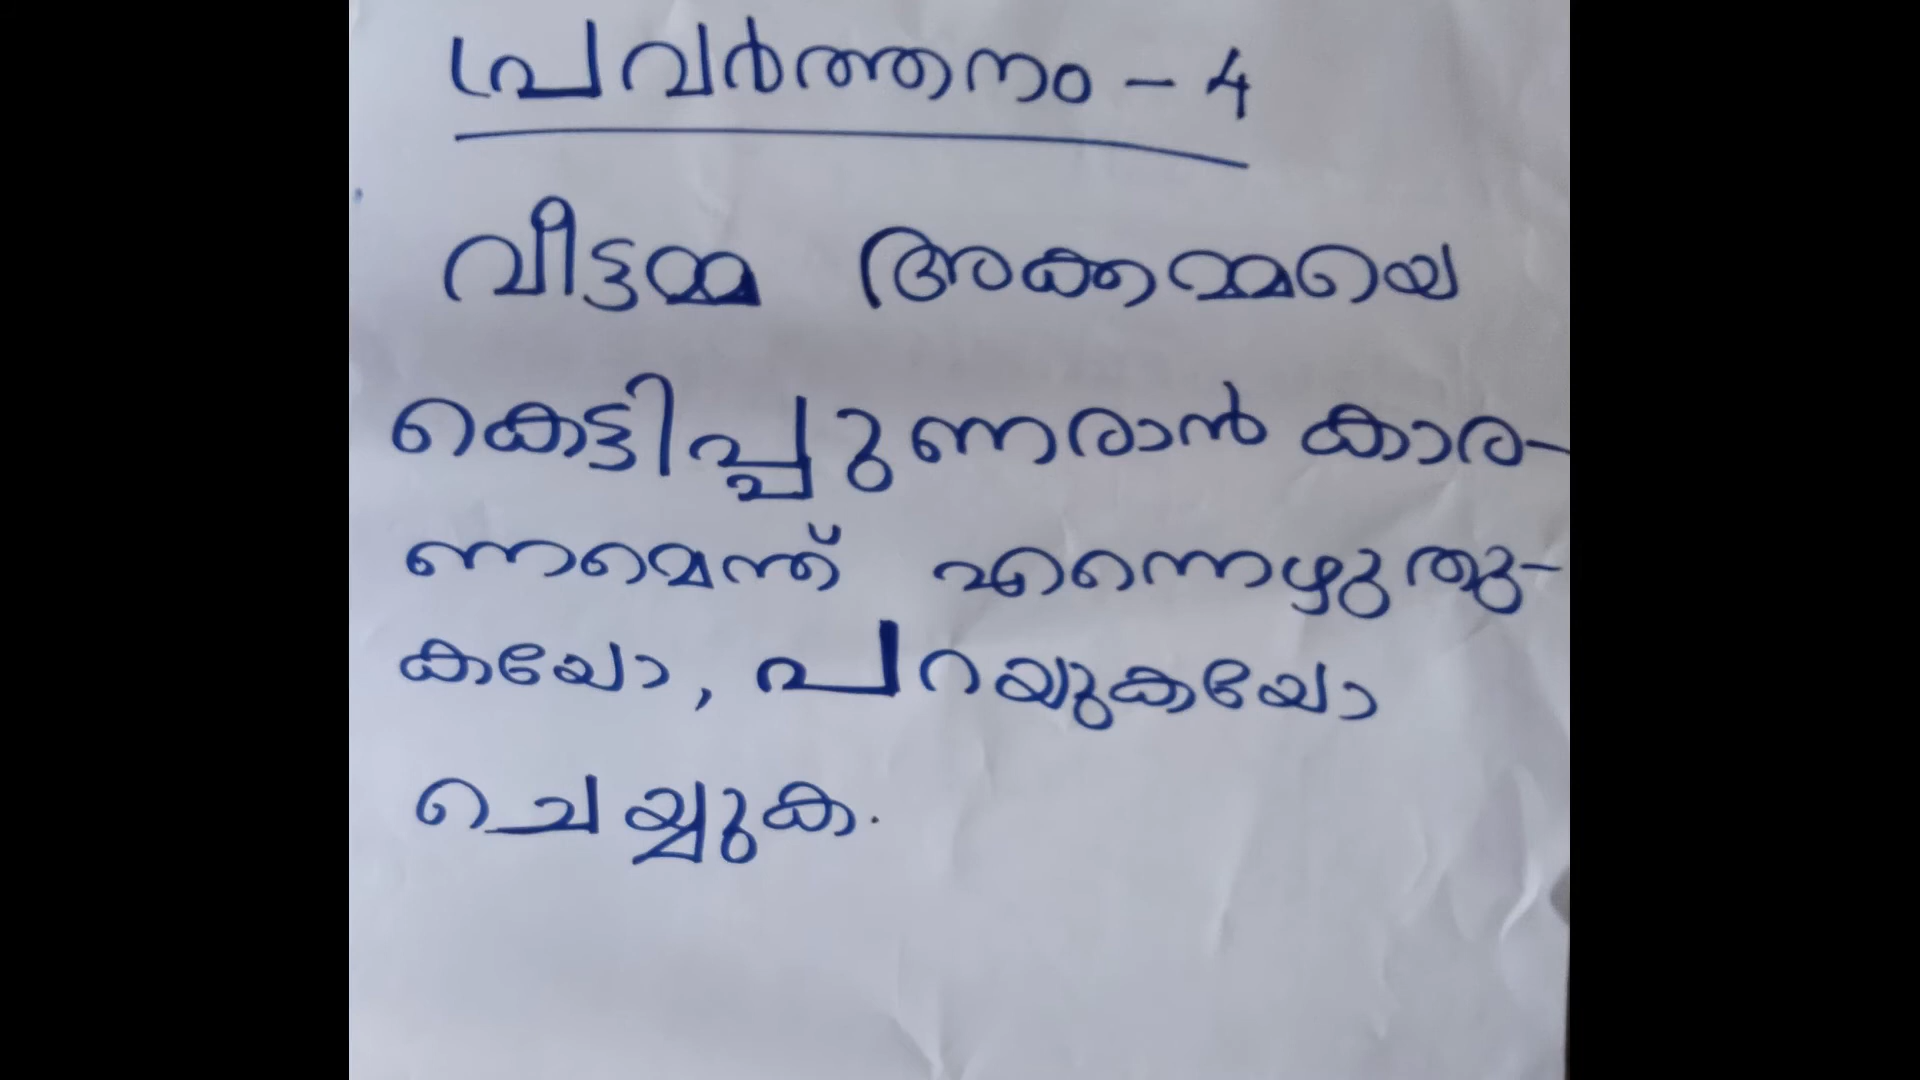 പ്രവർത്തനം - 4
വീട്ടമ്മ അക്കമ്മയെ
കെട്ടിപ്പുണരാൻ കാര-
ണമെന്ത് എന്നെഴുതു-
കയോ, പറയുകയോ
ചെയ്യുക.